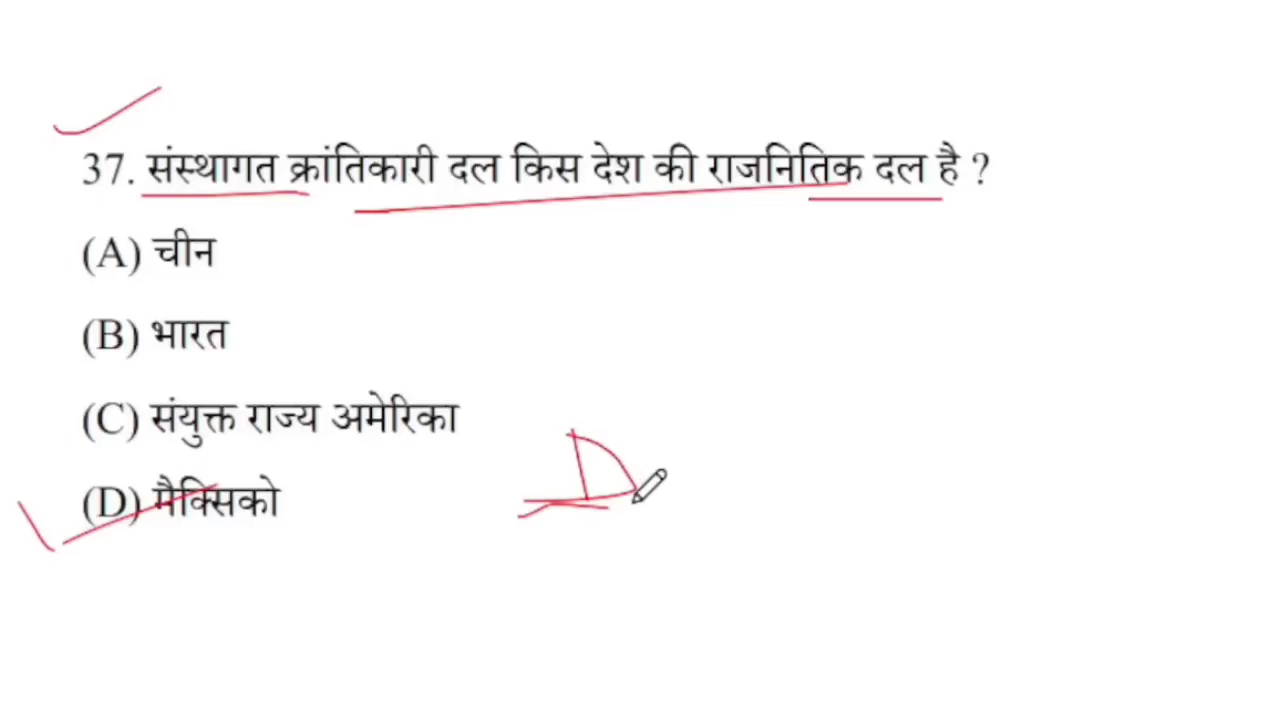 37. संस्थागत क्रांतिकारी दल किस देश की राजनितिक दल है ?
(A) चीन
(B) भारत
(C) संयुक्त राज्य अमेरिका
(D) मैक्सिको
D